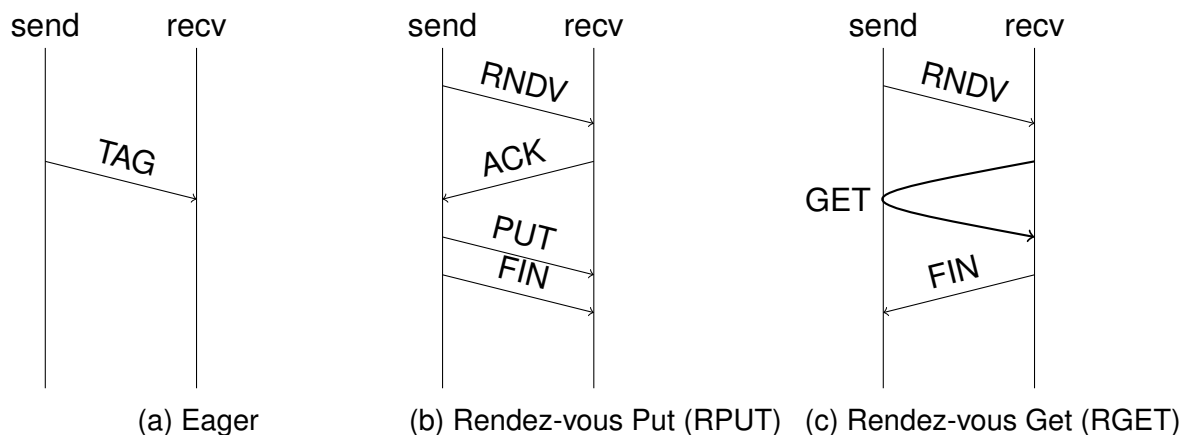 send recv
TAG
(a) Eager
send recv
RNDV
ACK
PUT
FIN
(b) Rendez-vous Put (RPUT)
send recv
RNDV
GET
FIN
(c) Rendez-vous Get (RGET)